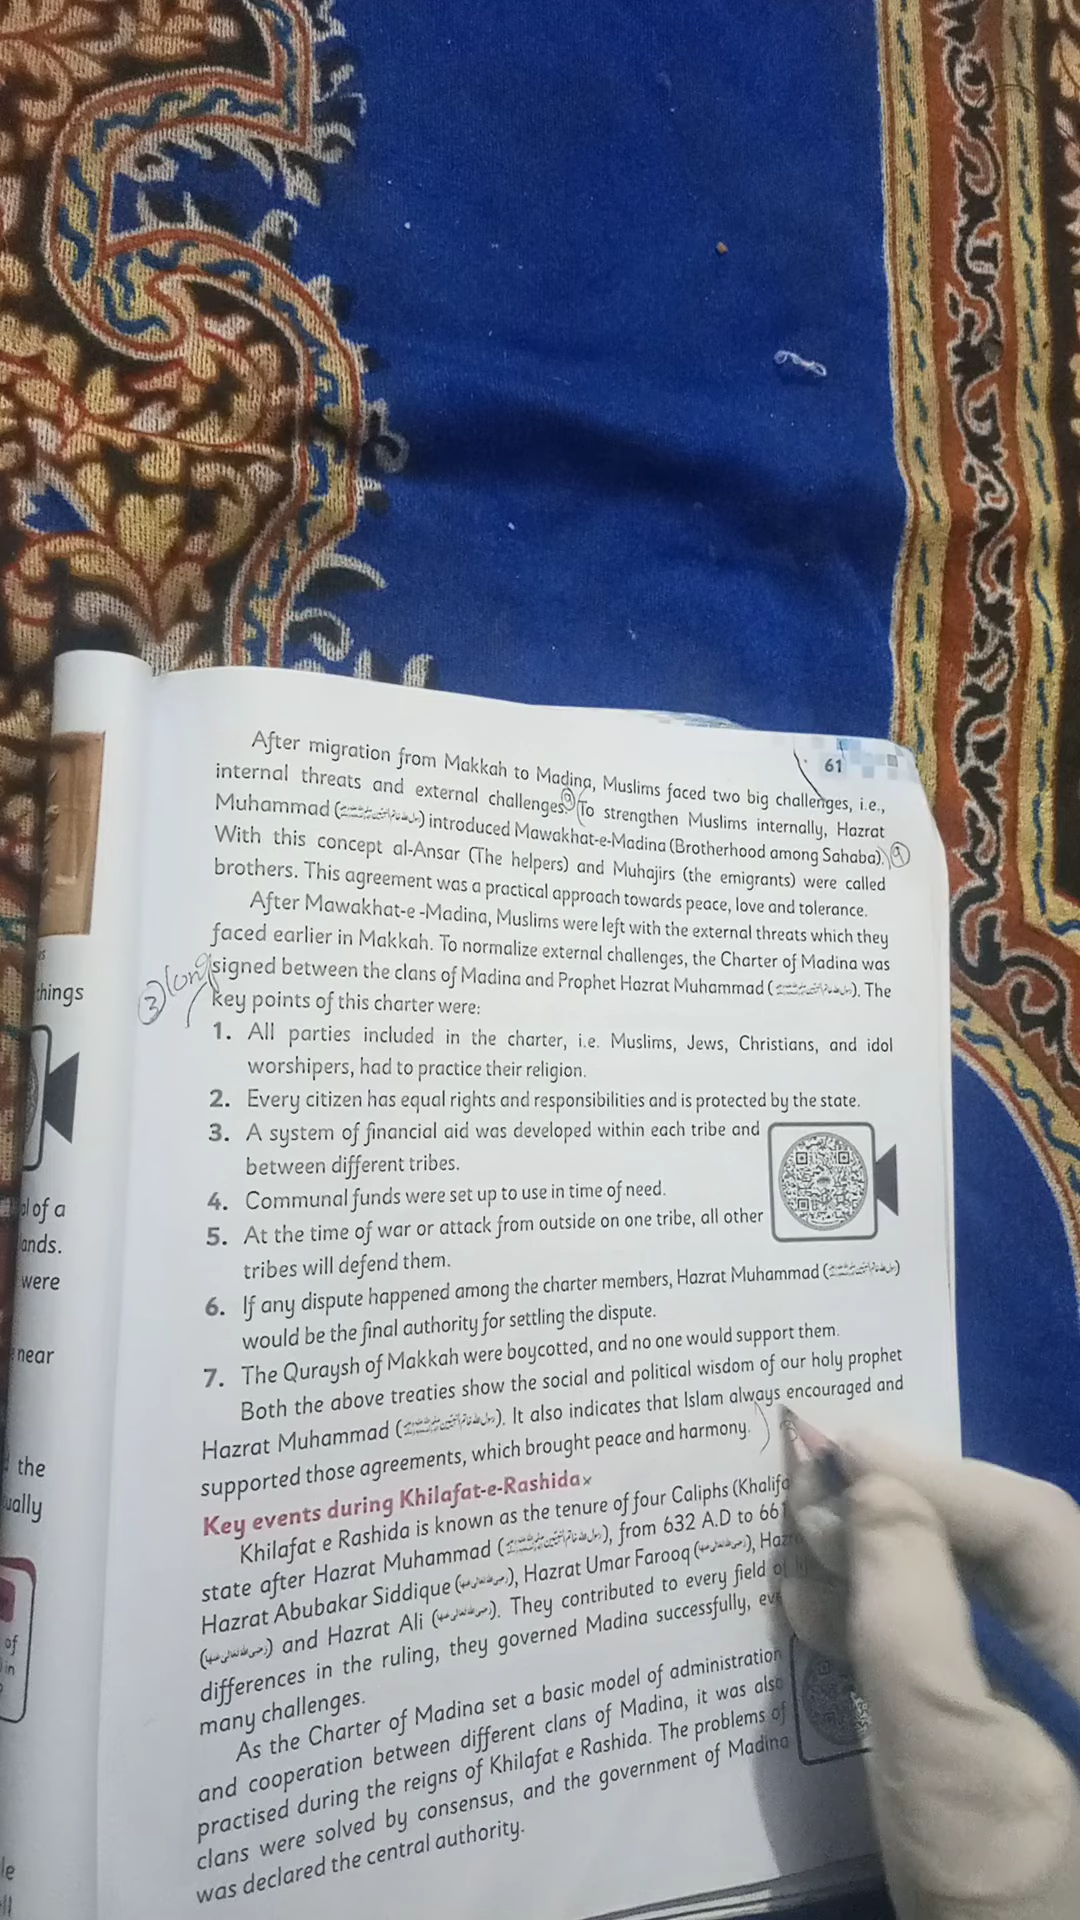 61
After migration from Makkah to Madina, Muslims faced two big challenges, i.e.,
internal threats and external challenges. To strengthen Muslims internally, Hazrat
Muhammad () introduced Mawakhat-e-Madina (Brotherhood among Sahaba).
With this concept al-Ansar (The helpers) and Muhajirs (the emigrants) were called
brothers. This agreement was a practical approach towards peace, love and tolerance.
After Mawakhat-e -Madina, Muslims were left with the external threats which they
faced earlier in Makkah. To normalize external challenges, the Charter of Madina was
③ long signed between the clans of Madina and Prophet Hazrat Muhammad (). The
key points of this charter were:
1. All parties included in the charter, i.e. Muslims, Jews, Christians, and idol
worshipers, had to practice their religion.
2. Every citizen has equal rights and responsibilities and is protected by the state.
3. A system of financial aid was developed within each tribe and
between different tribes.
4. Communal funds were set up to use in time of need.
5. At the time of war or attack from outside on one tribe, all other
tribes will defend them.
6. If any dispute happened among the charter members, Hazrat Muhammad ()
would be the final authority for settling the dispute.
7. The Quraysh of Makkah were boycotted, and no one would support them.
Both the above treaties show the social and political wisdom of our holy prophet
Hazrat Muhammad (). It also indicates that Islam always encouraged and
supported those agreements, which brought peace and harmony.
Key events during Khilafat-e-Rashida
Khilafat e Rashida is known as the tenure of four Caliphs (Khalifa
state after Hazrat Muhammad (), from 632 A.D to 661
Hazrat Abubakar Siddique (), Hazrat Umar Farooq (),
() and Hazrat Ali (). They contributed to every field of
differences in the ruling, they governed Madina successfully,
many challenges.
As the Charter of Madina set a basic model of administration
and cooperation between different clans of Madina, it was also
practised during the reigns of Khilafat e Rashida. The problems of
clans were solved by consensus, and the government of Madina
was declared the central authority.
things
of a
ands.
were
near
the
ually
of
in